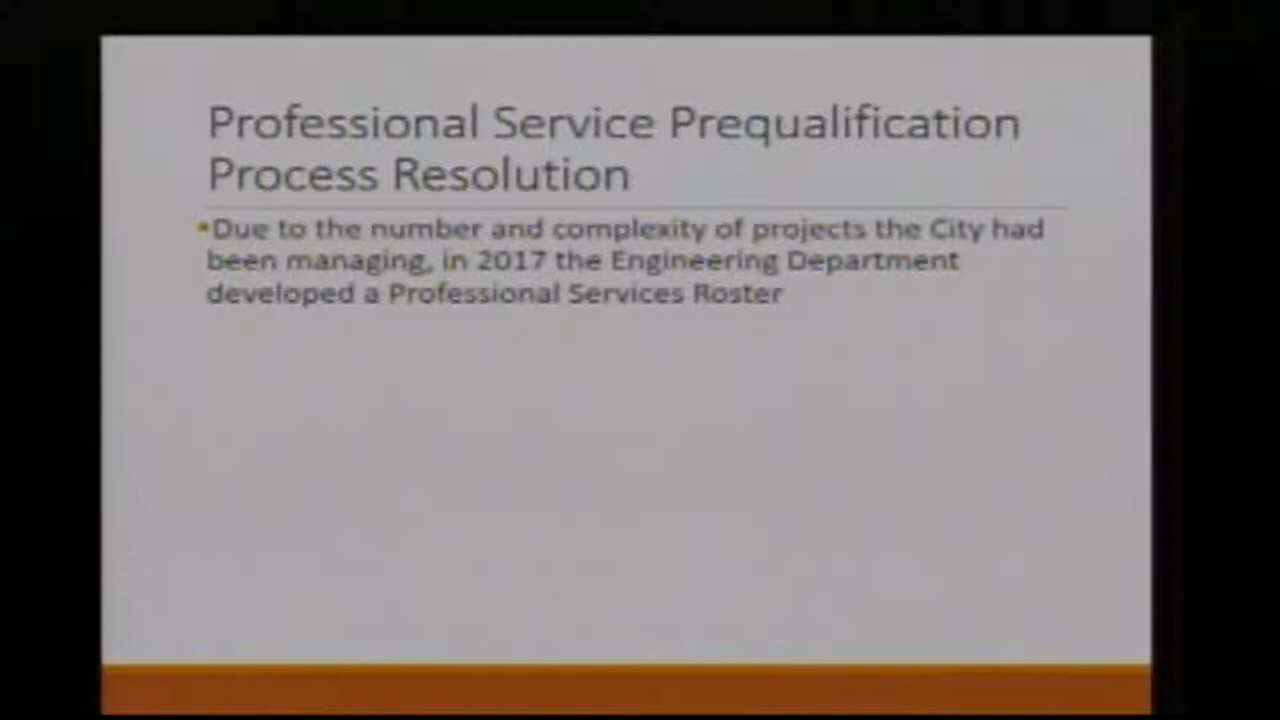 Professional Service Prequalification
Process Resolution
▪Due to the number and complexity of projects the City had
been managing, in 2017 the Engineering Department
developed a Professional Services Roster